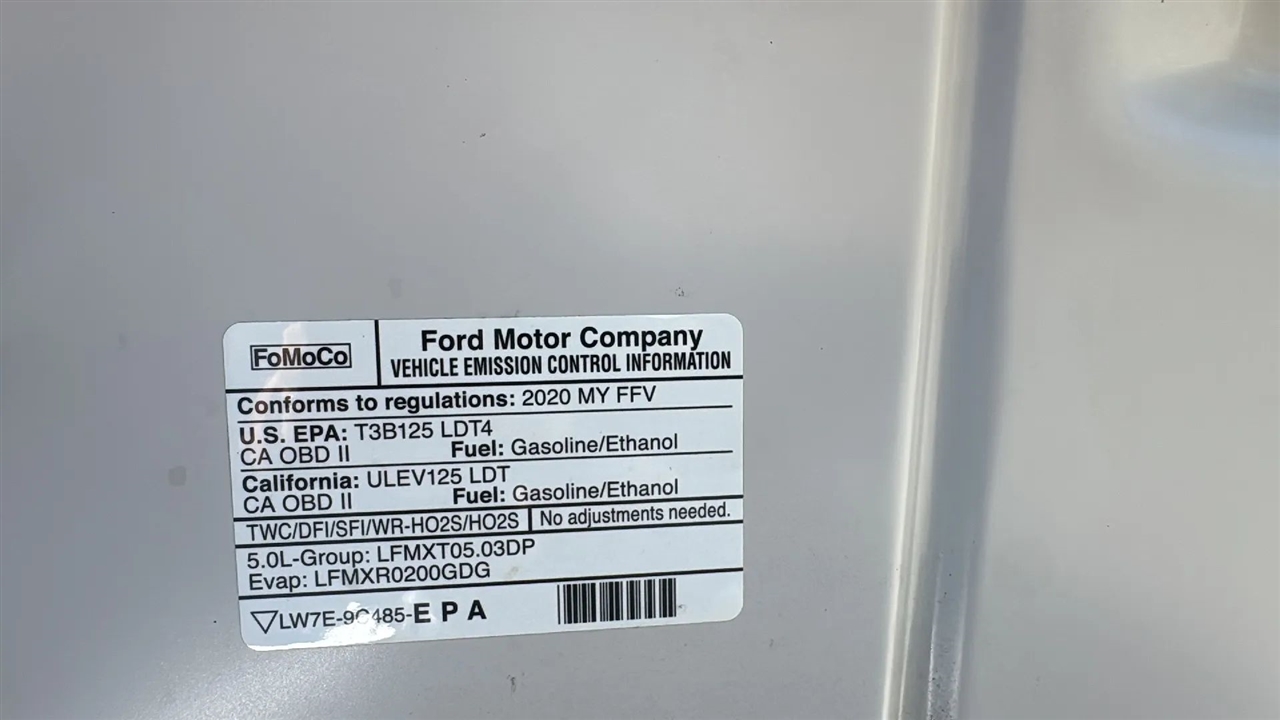 FoMoCo
Ford Motor Company
VEHICLE EMISSION CONTROL INFORMATION
Conforms to regulations: 2020 MY FFV
U.S. EPA: T3B125 LDT4
CA OBD II Fuel: Gasoline/Ethanol
California: ULEV125 LDT
CA OBD II Fuel: Gasoline/Ethanol
TWC/DFI/SFI/WR-HO2S/HO2S No adjustments needed.
5.0L-Group: LFMXT05.03DP
Evap: LFMXR0200GDG
LW7E-9C485-EPA